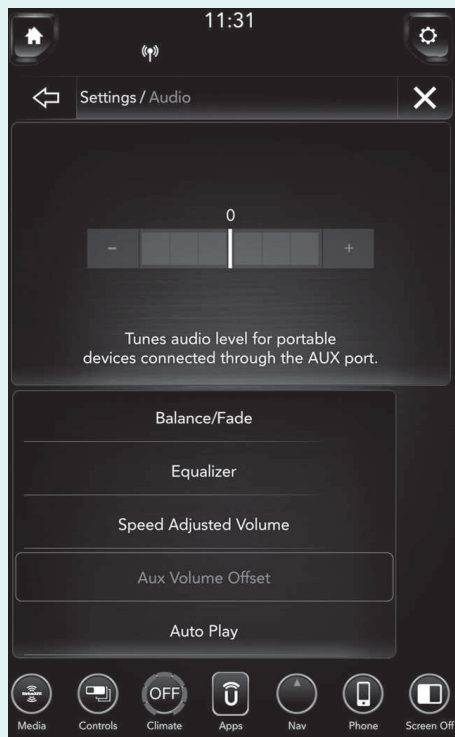 11:31
Settings / Audio
0
- +
Tunes audio level for portable
devices connected through the AUX port.
Balance/Fade
Equalizer
Speed Adjusted Volume
Aux Volume Offset
Auto Play
OFF
Media Controls Climate Apps Nav Phone Screen Off